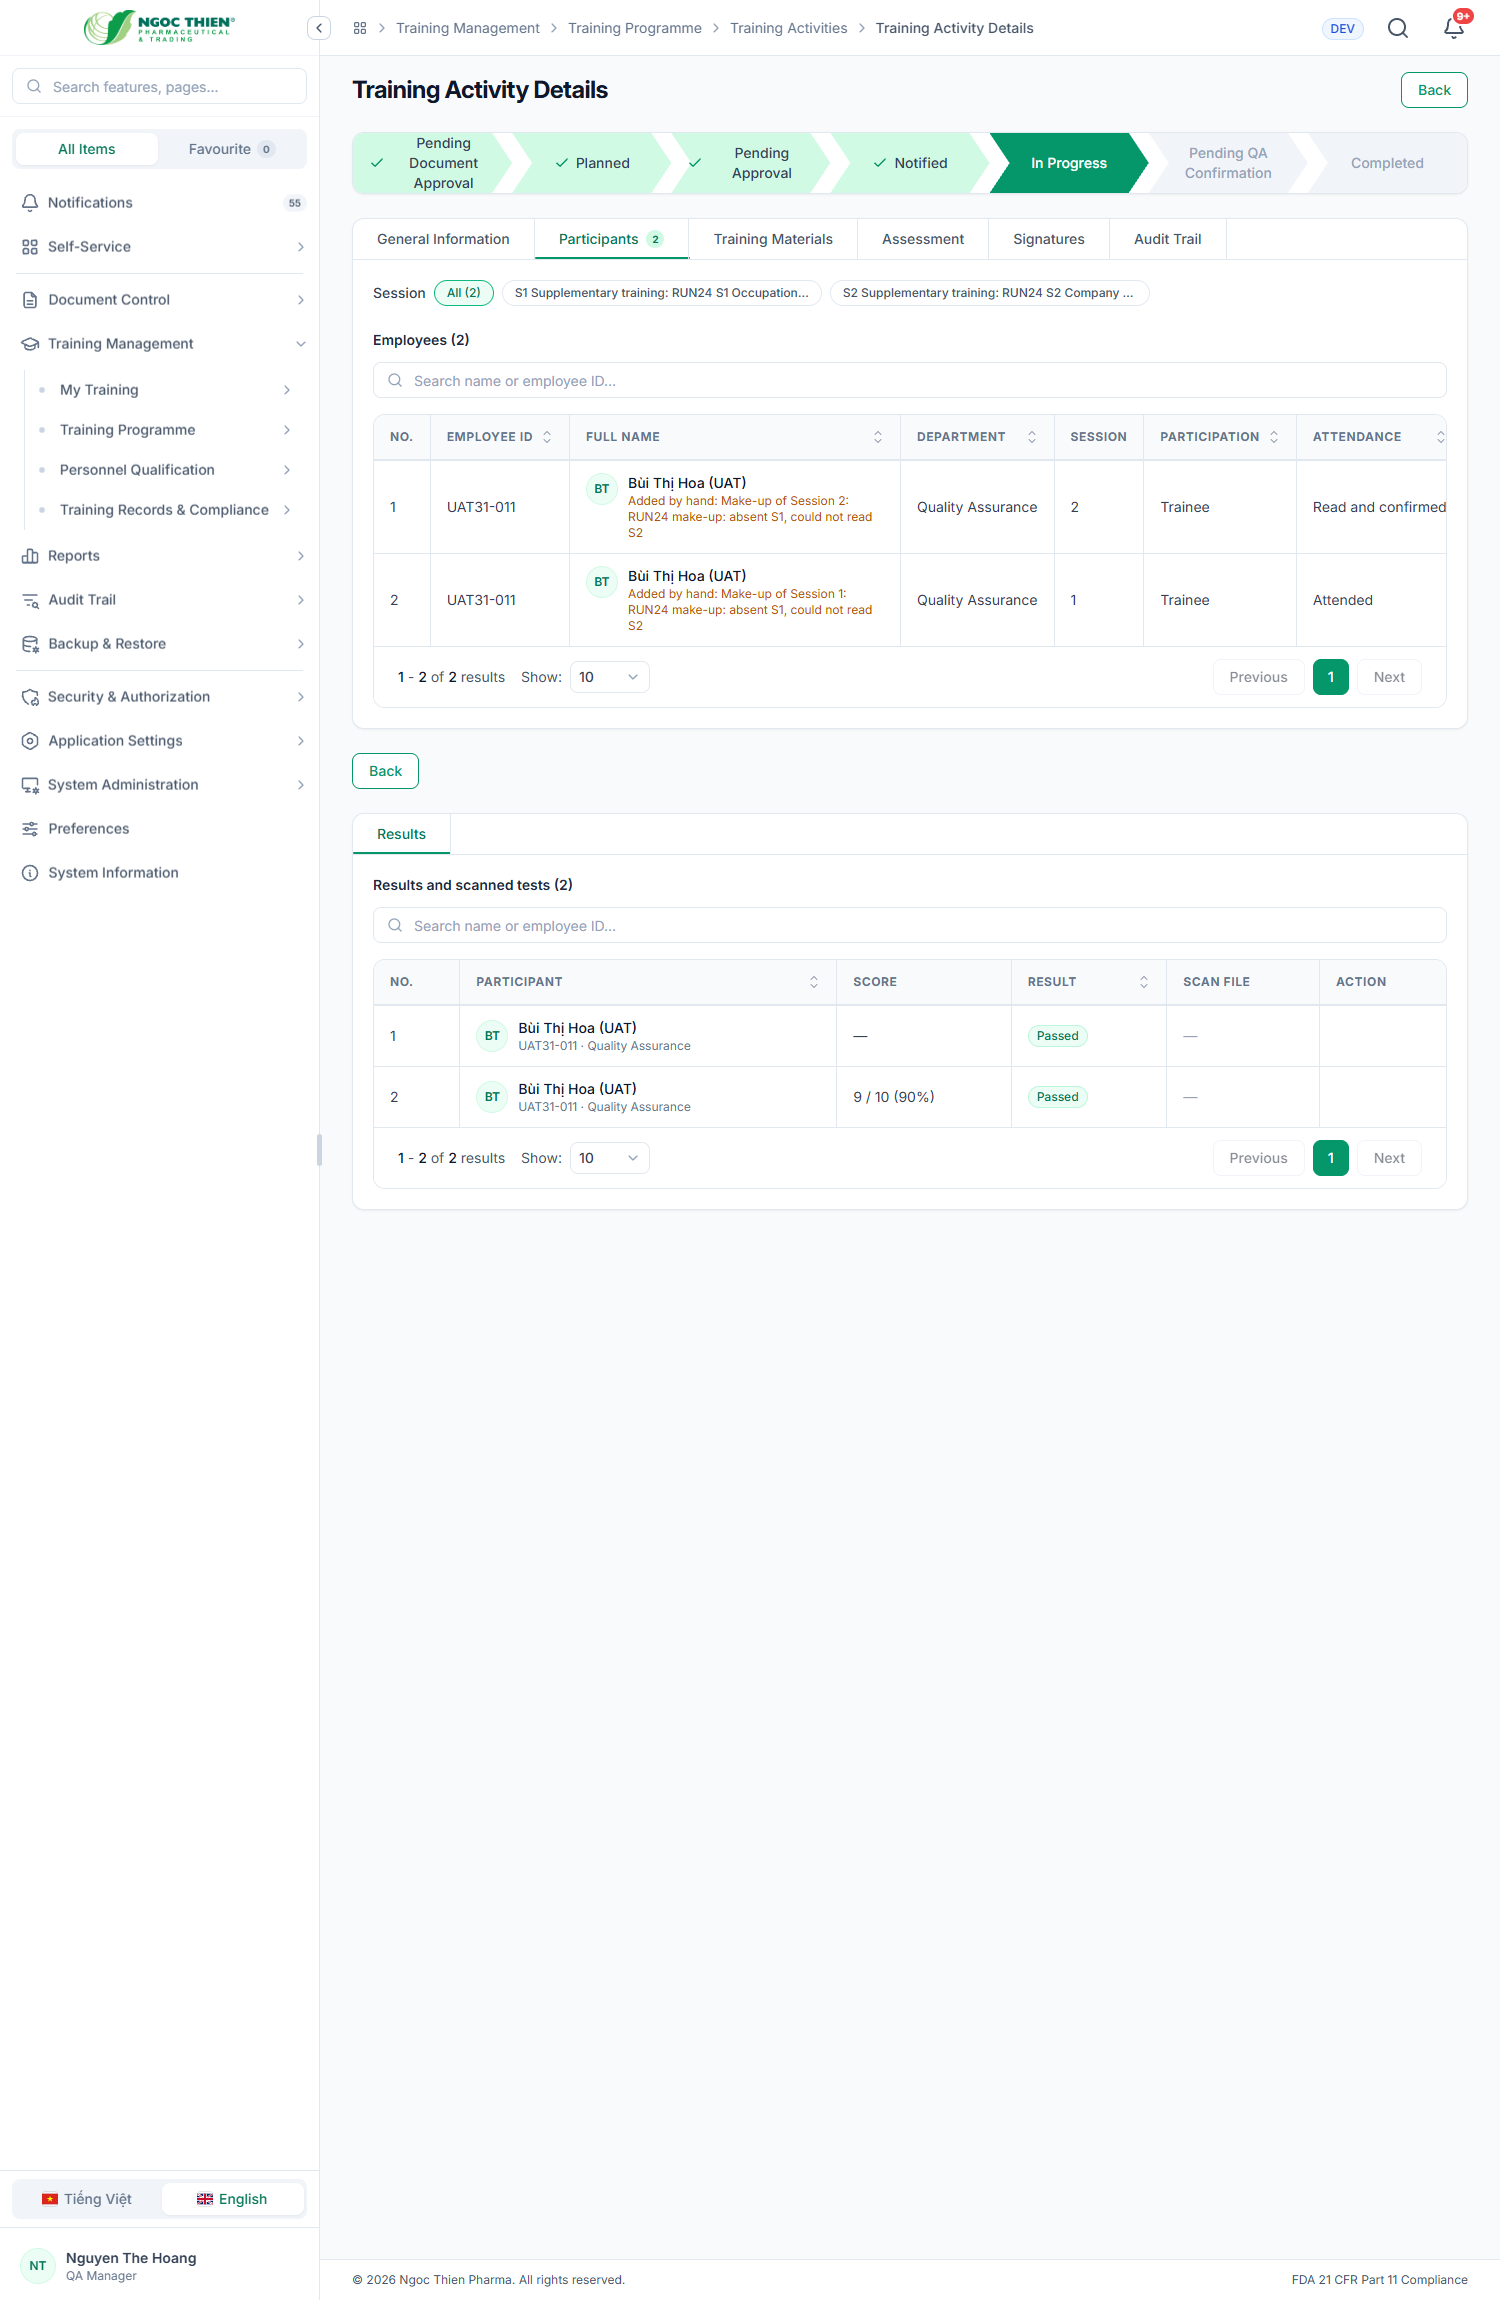 NGOC THIEN®
PHARMACEUTICAL
& TRADING
Search features, pages...
All Items
Favourite 0
Notifications 55
Self-Service
Document Control
Training Management
My Training
Training Programme
Personnel Qualification
Training Records & Compliance
Reports
Audit Trail
Backup & Restore
Security & Authorization
Application Settings
System Administration
Preferences
System Information
Tiếng Việt
English
NT
Nguyen The Hoang
QA Manager
Training Management > Training Programme > Training Activities > Training Activity Details
DEV
9+
Training Activity Details
Back
Pending
Document
Approval
Planned
Pending
Approval
Notified
In Progress
Pending QA
Confirmation
Completed
General Information
Participants 2
Training Materials
Assessment
Signatures
Audit Trail
Session
All (2)
S1 Supplementary training: RUN24 S1 Occupation...
S2 Supplementary training: RUN24 S2 Company ...
Employees (2)
Search name or employee ID...
NO. EMPLOYEE ID FULL NAME DEPARTMENT SESSION PARTICIPATION ATTENDANCE
1 UAT31-011 BT Bùi Thị Hoa (UAT) Quality Assurance 2 Trainee Read and confirmed
Added by hand: Make-up of Session 2:
RUN24 make-up: absent S1, could not read
S2
2 UAT31-011 BT Bùi Thị Hoa (UAT) Quality Assurance 1 Trainee Attended
Added by hand: Make-up of Session 1:
RUN24 make-up: absent S1, could not read
S2
1 - 2 of 2 results Show: 10 Previous 1 Next
Back
Results
Results and scanned tests (2)
Search name or employee ID...
NO. PARTICIPANT SCORE RESULT SCAN FILE ACTION
1 BT Bùi Thị Hoa (UAT) — Passed —
UAT31-011 · Quality Assurance
2 BT Bùi Thị Hoa (UAT) 9 / 10 (90%) Passed —
UAT31-011 · Quality Assurance
1 - 2 of 2 results Show: 10 Previous 1 Next
© 2026 Ngoc Thien Pharma. All rights reserved.
FDA 21 CFR Part 11 Compliance